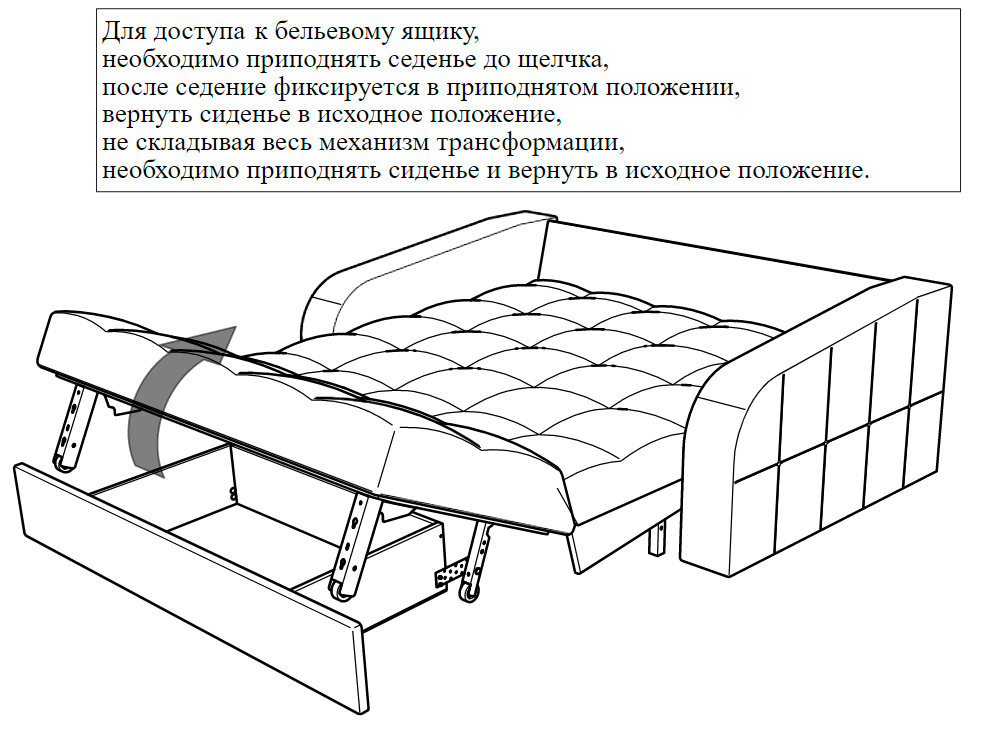 Для доступа к бельевому ящику,
необходимо приподнять седенье до щелчка,
после седение фиксируется в приподнятом положении,
вернуть сиденье в исходное положение,
не складывая весь механизм трансформации,
необходимо приподнять сиденье и вернуть в исходное положение.